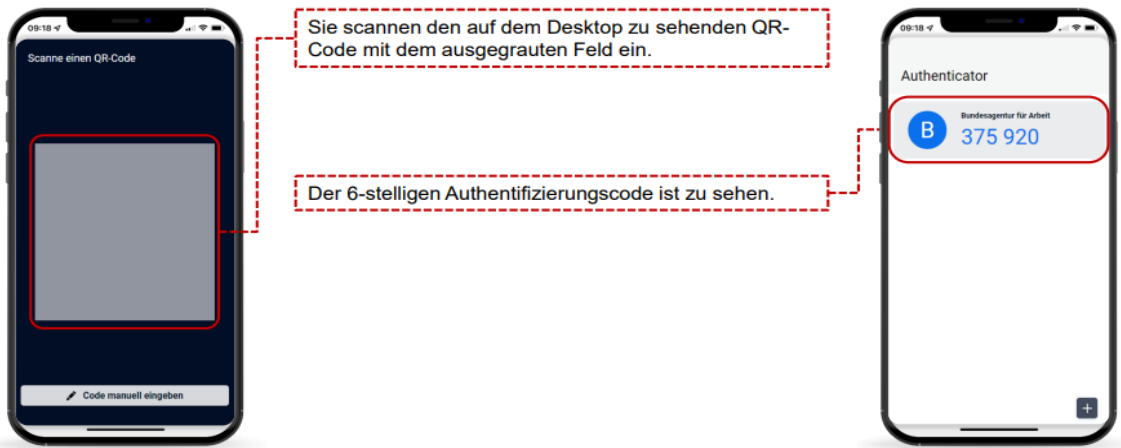 09:18
Scanne einen QR-Code
Code manuell eingeben
Sie scannen den auf dem Desktop zu sehenden QR-
Code mit dem ausgegrauten Feld ein.
Der 6-stelligen Authentifizierungscode ist zu sehen.
09:18
Authenticator
B
Bundesagentur für Arbeit
375 920
+